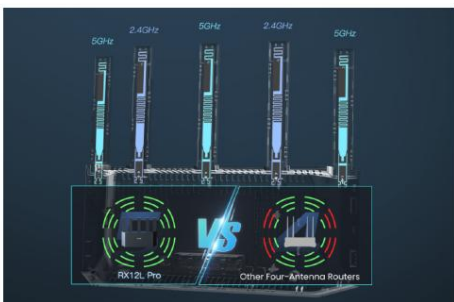 5GHz
2.4GHz
5GHz
2.4GHz
5GHz
VS
RX12L Pro
Other Four-Antenna Routers